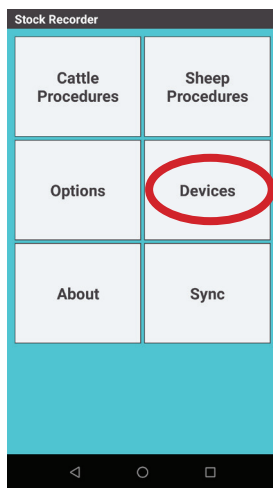 Stock Recorder
Cattle
Procedures
Sheep
Procedures
Options
Devices
About
Sync